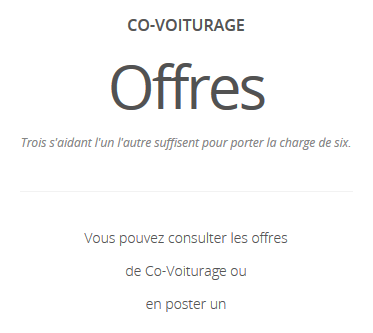 CO-VOITURAGE
Offres
Trois s'aidant l'un l'autre suffisent pour porter la charge de six.
Vous pouvez consulter les offres
de Co-Voiturage ou
en poster un